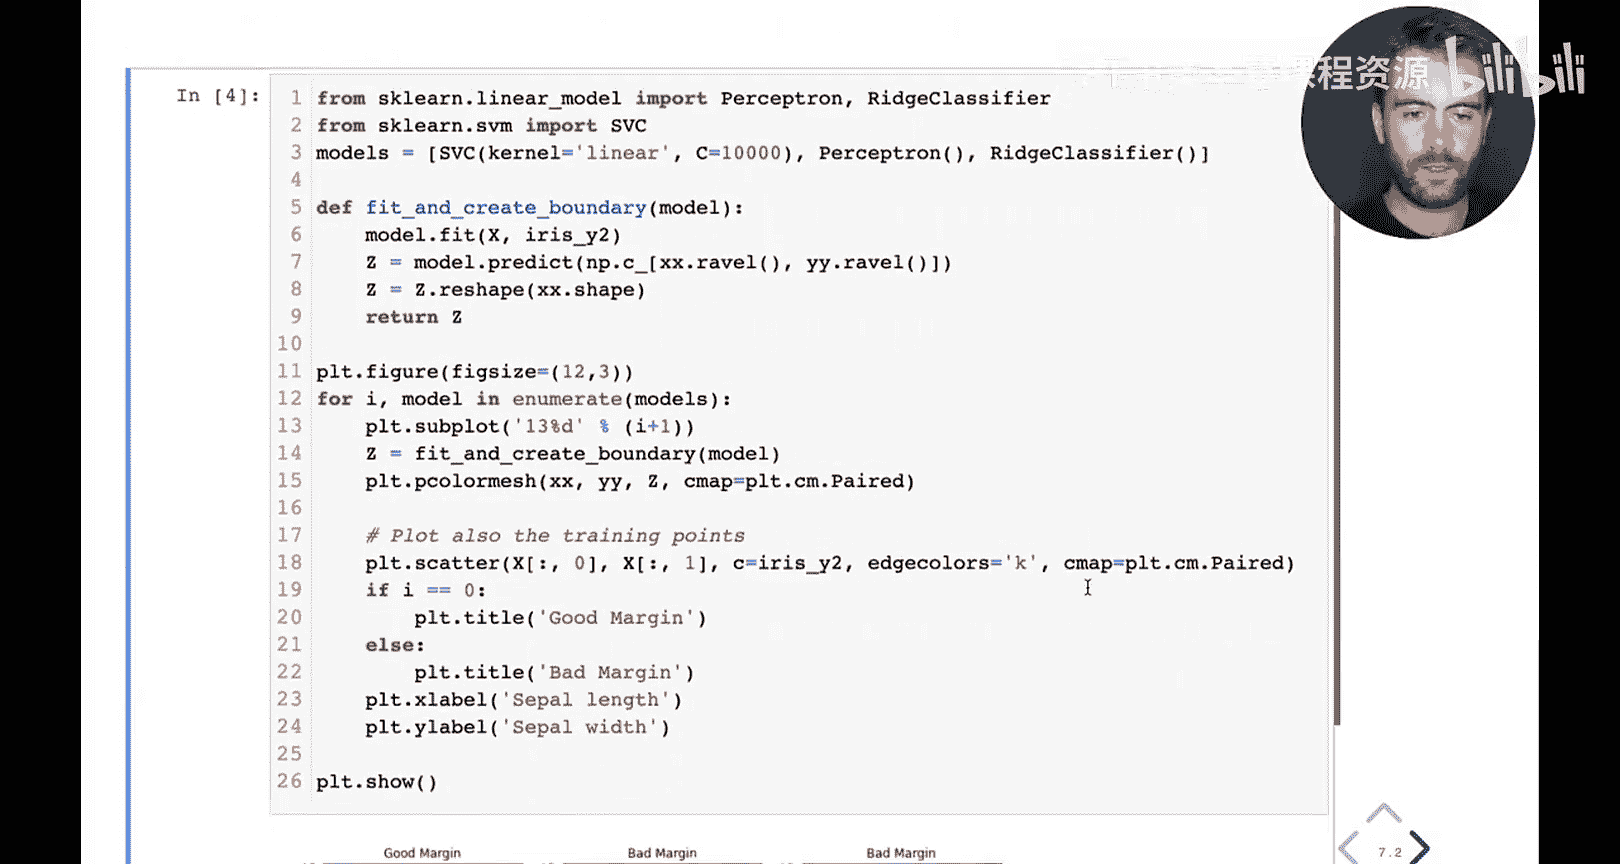 课程资源 bilibili
In [4]:
1 from sklearn.linear_model import Perceptron, RidgeClassifier
2 from sklearn.svm import SVC
3 models = [SVC(kernel='linear', C=10000), Perceptron(), RidgeClassifier()]
4
5 def fit_and_create_boundary(model):
6     model.fit(X, iris_y2)
7     Z = model.predict(np.c_[xx.ravel(), yy.ravel()])
8     Z = Z.reshape(xx.shape)
9     return Z
10
11 plt.figure(figsize=(12,3))
12 for i, model in enumerate(models):
13     plt.subplot('13%d' % (i+1))
14     Z = fit_and_create_boundary(model)
15     plt.pcolormesh(xx, yy, Z, cmap=plt.cm.Paired)
16
17     # Plot also the training points
18     plt.scatter(X[:, 0], X[:, 1], c=iris_y2, edgecolors='k', cmap=plt.cm.Paired)
19     if i == 0:
20         plt.title('Good Margin')
21     else:
22         plt.title('Bad Margin')
23     plt.xlabel('Sepal length')
24     plt.ylabel('Sepal width')
25
26 plt.show()
Good Margin Bad Margin Bad Margin
7.2